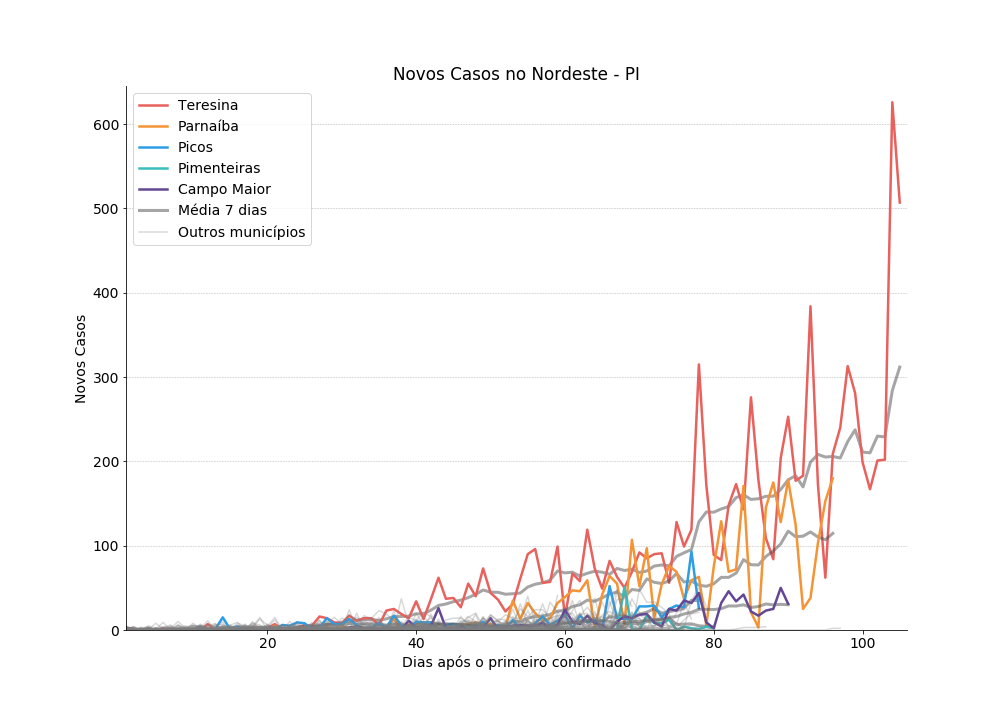 Novos Casos no Nordeste - PI
Teresina
Parnaíba
Picos
Pimenteiras
Campo Maior
Média 7 dias
Outros municípios
600
500
400
300
200
100
0
Novos Casos
20
40
60
80
100
Dias após o primeiro confirmado